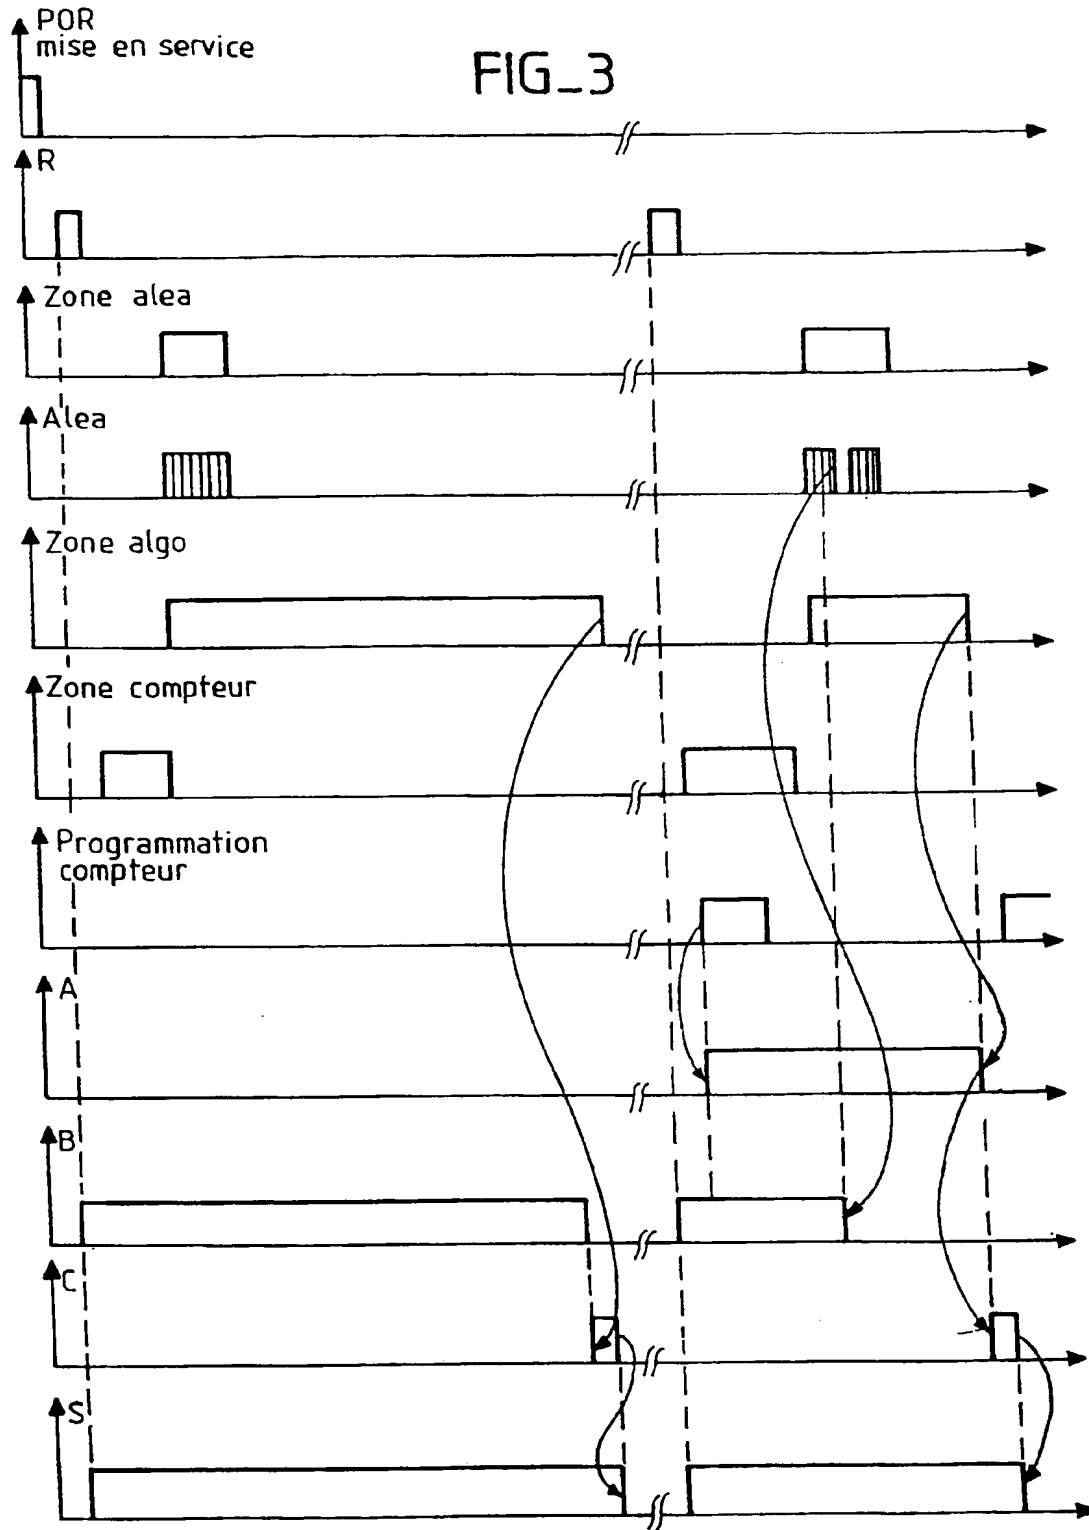 POR
mise en service
FIG_3
R
Zone alea
Alea
Zone algo
Zone compteur
Programmation
compteur
A
B
C
S